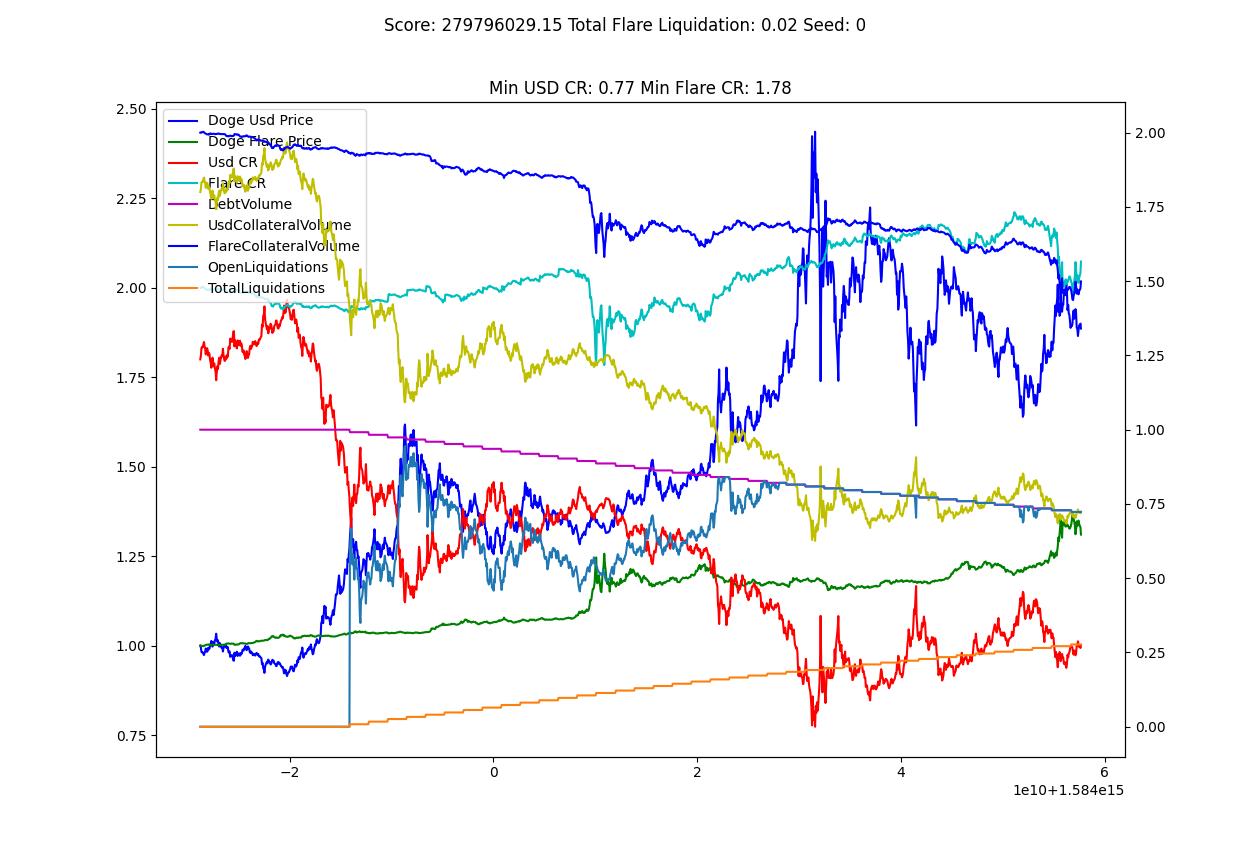 Score: 279796029.15 Total Flare Liquidation: 0.02 Seed: 0
Min USD CR: 0.77 Min Flare CR: 1.78
Doge Usd Price
Doge Flare Price
Usd CR
Flare CR
DebtVolume
UsdCollateralVolume
FlareCollateralVolume
OpenLiquidations
TotalLiquidations
2.50
2.25
2.00
1.75
1.50
1.25
1.00
0.75
2.00
1.75
1.50
1.25
1.00
0.75
0.50
0.25
0.00
−2 0 2 4 6
1e10+1.584e15